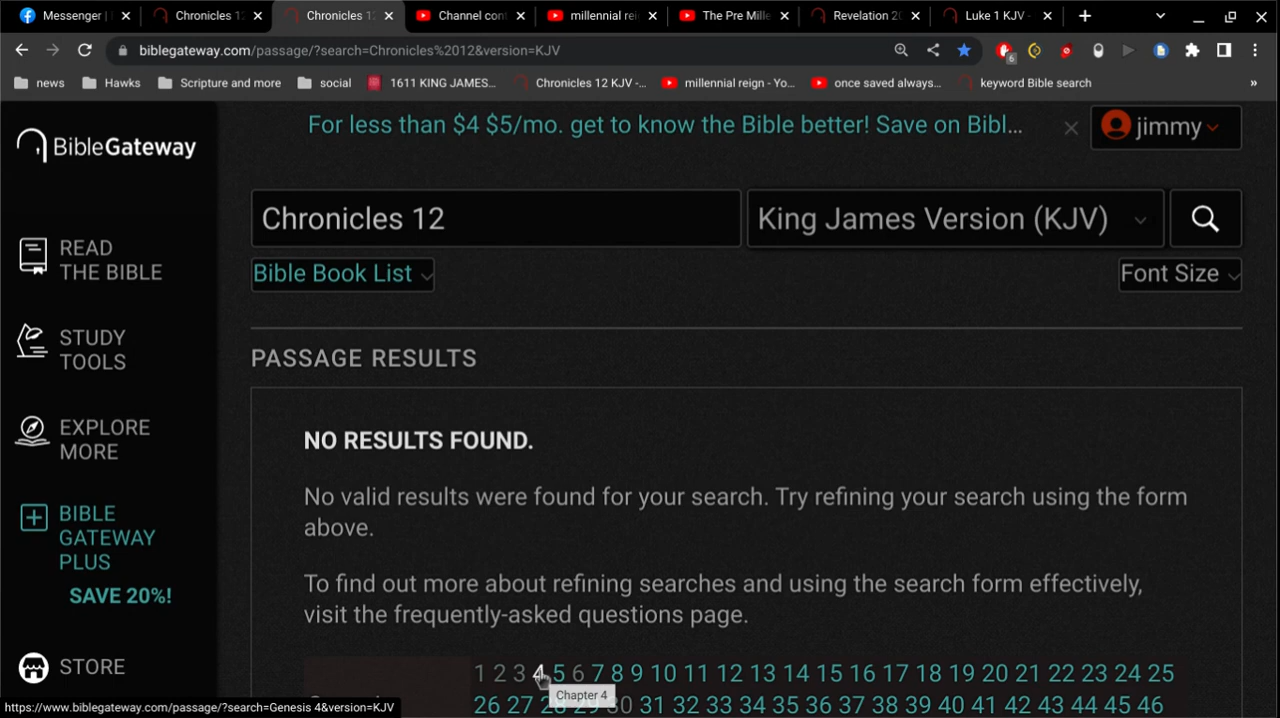 Messenger |
Chronicles 1
Chronicles 1
Channel con
millennial rei
The Pre Mille
Revelation 2
Luke 1 KJV -
biblegateway.com/passage/?search=Chronicles%2012&version=KJV
6
news
Hawks
Scripture and more
social
1611 KING JAMES...
Chronicles 12 KJV -...
millennial reign - Yo...
once saved always...
keyword Bible search
»
For less than $4 $5/mo. get to know the Bible better! Save on Bibl...
jimmy
BibleGateway
Chronicles 12
King James Version (KJV)
Bible Book List
Font Size
READ
THE BIBLE
STUDY
TOOLS
EXPLORE
MORE
BIBLE
GATEWAY
PLUS
SAVE 20%!
STORE
PASSAGE RESULTS
NO RESULTS FOUND.
No valid results were found for your search. Try refining your search using the form
above.
To find out more about refining searches and using the search form effectively,
visit the frequently-asked questions page.
1 2 3 4 5 6 7 8 9 10 11 12 13 14 15 16 17 18 19 20 21 22 23 24 25
Chapter 4
26 27 28 29 30 31 32 33 34 35 36 37 38 39 40 41 42 43 44 45 46
https://www.biblegateway.com/passage/?search=Genesis 4&version=KJV